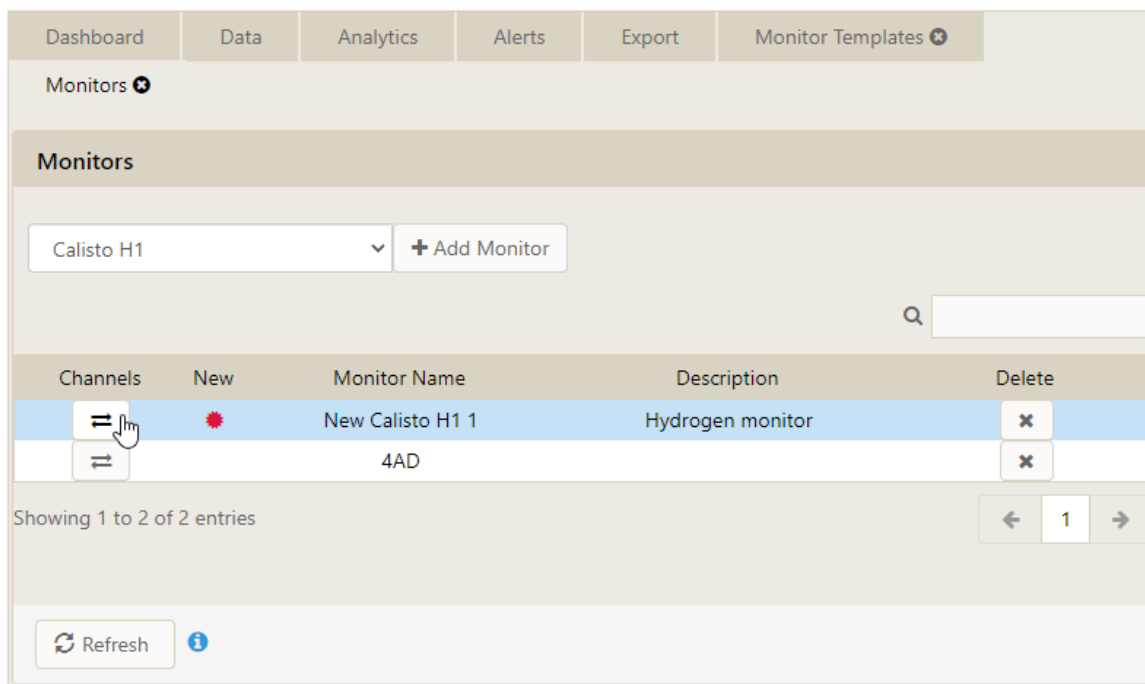 Dashboard Data Analytics Alerts Export Monitor Templates
Monitors
Monitors
Calisto H1 Add Monitor
Channels New Monitor Name Description Delete
New Calisto H1 1 Hydrogen monitor
4AD
Showing 1 to 2 of 2 entries 1
Refresh